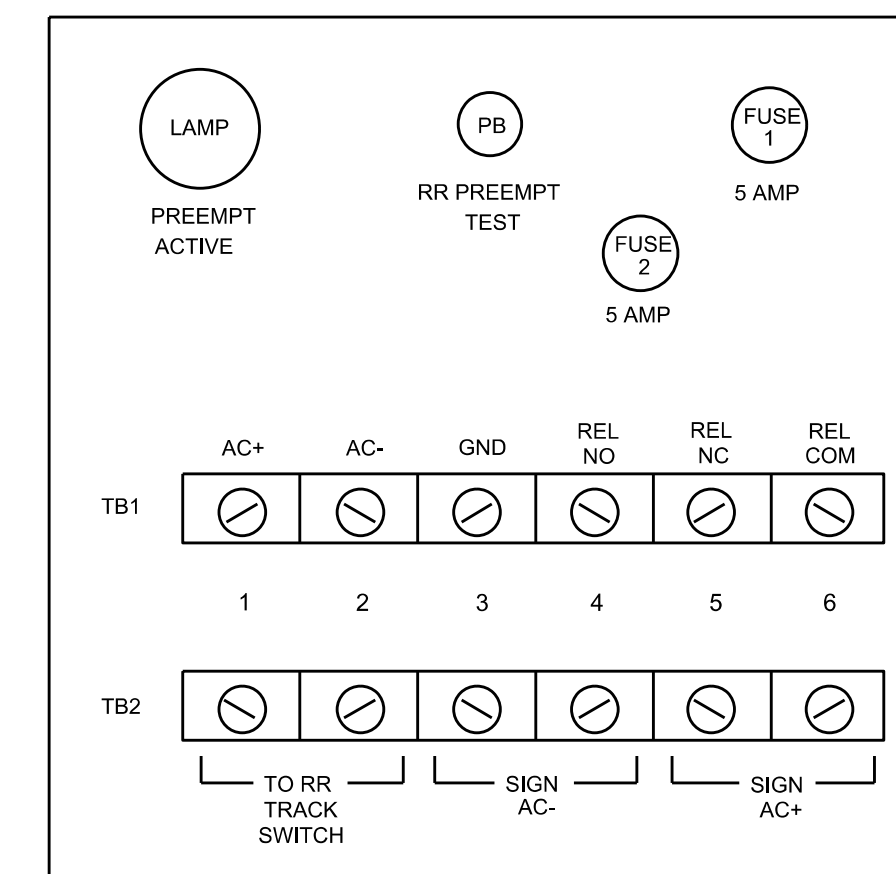 LAMP
PREEMPT
ACTIVE
PB
RR PREEMPT
TEST
FUSE
1
5 AMP
FUSE
2
5 AMP
AC+
AC-
GND
REL
NO
REL
NC
REL
COM
TB1
1
2
3
4
5
6
TB2
TO RR
TRACK
SWITCH
SIGN
AC-
SIGN
AC+